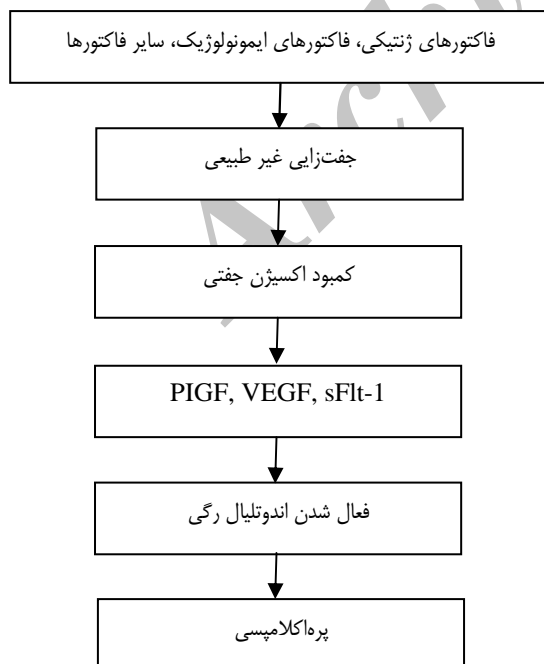 فاکتورهای ژنتیکی، فاکتورهای ایمونولوژیک، سایر فاکتورها
جفت‌زایی غیر طبیعی
کمبود اکسیژن جفتی
PIGF, VEGF, sFlt-1
فعال شدن اندوتلیال رگی
پره‌اکلامپسی